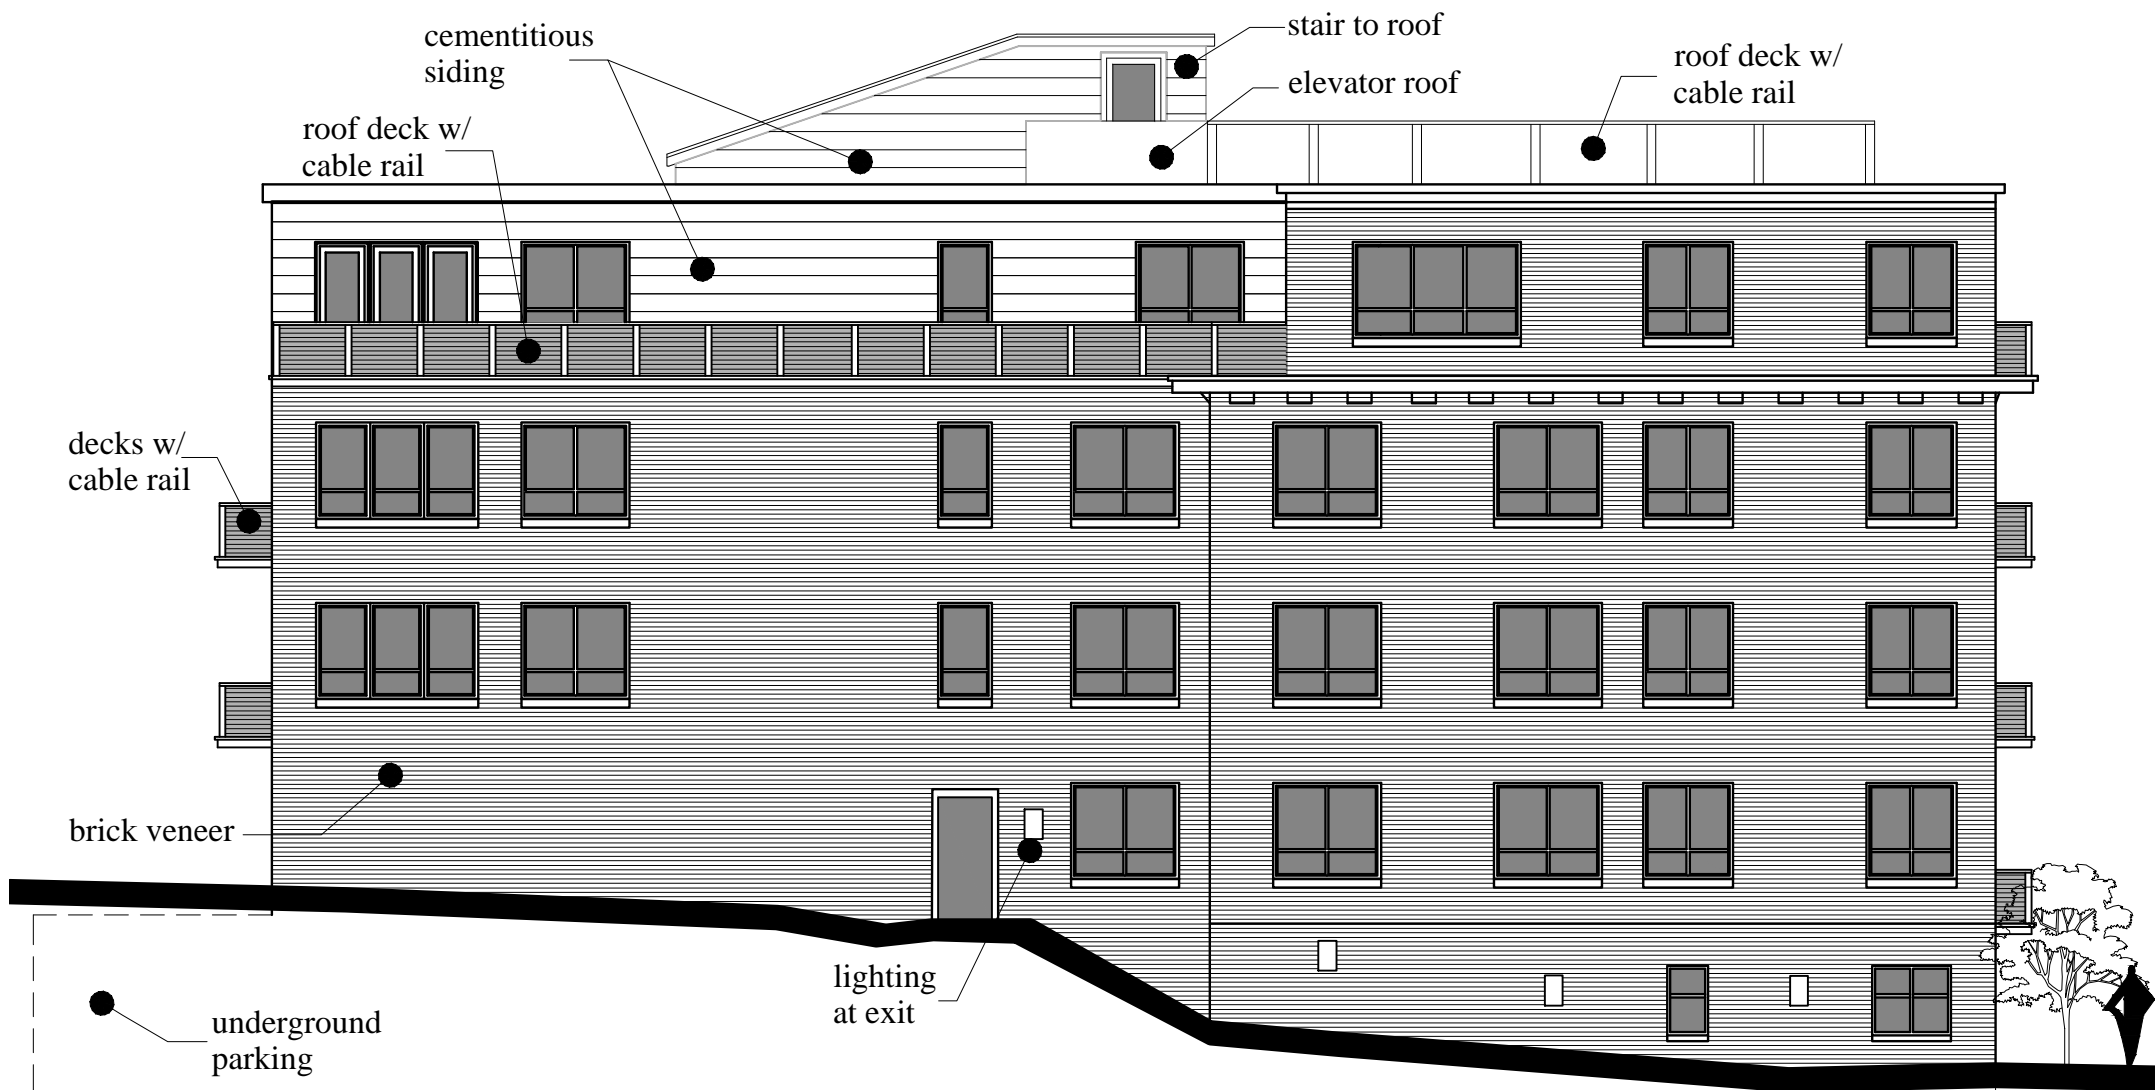 cementitious
siding
stair to roof
elevator roof
roof deck w/
cable rail
roof deck w/
cable rail
decks w/
cable rail
brick veneer
lighting
at exit
underground
parking